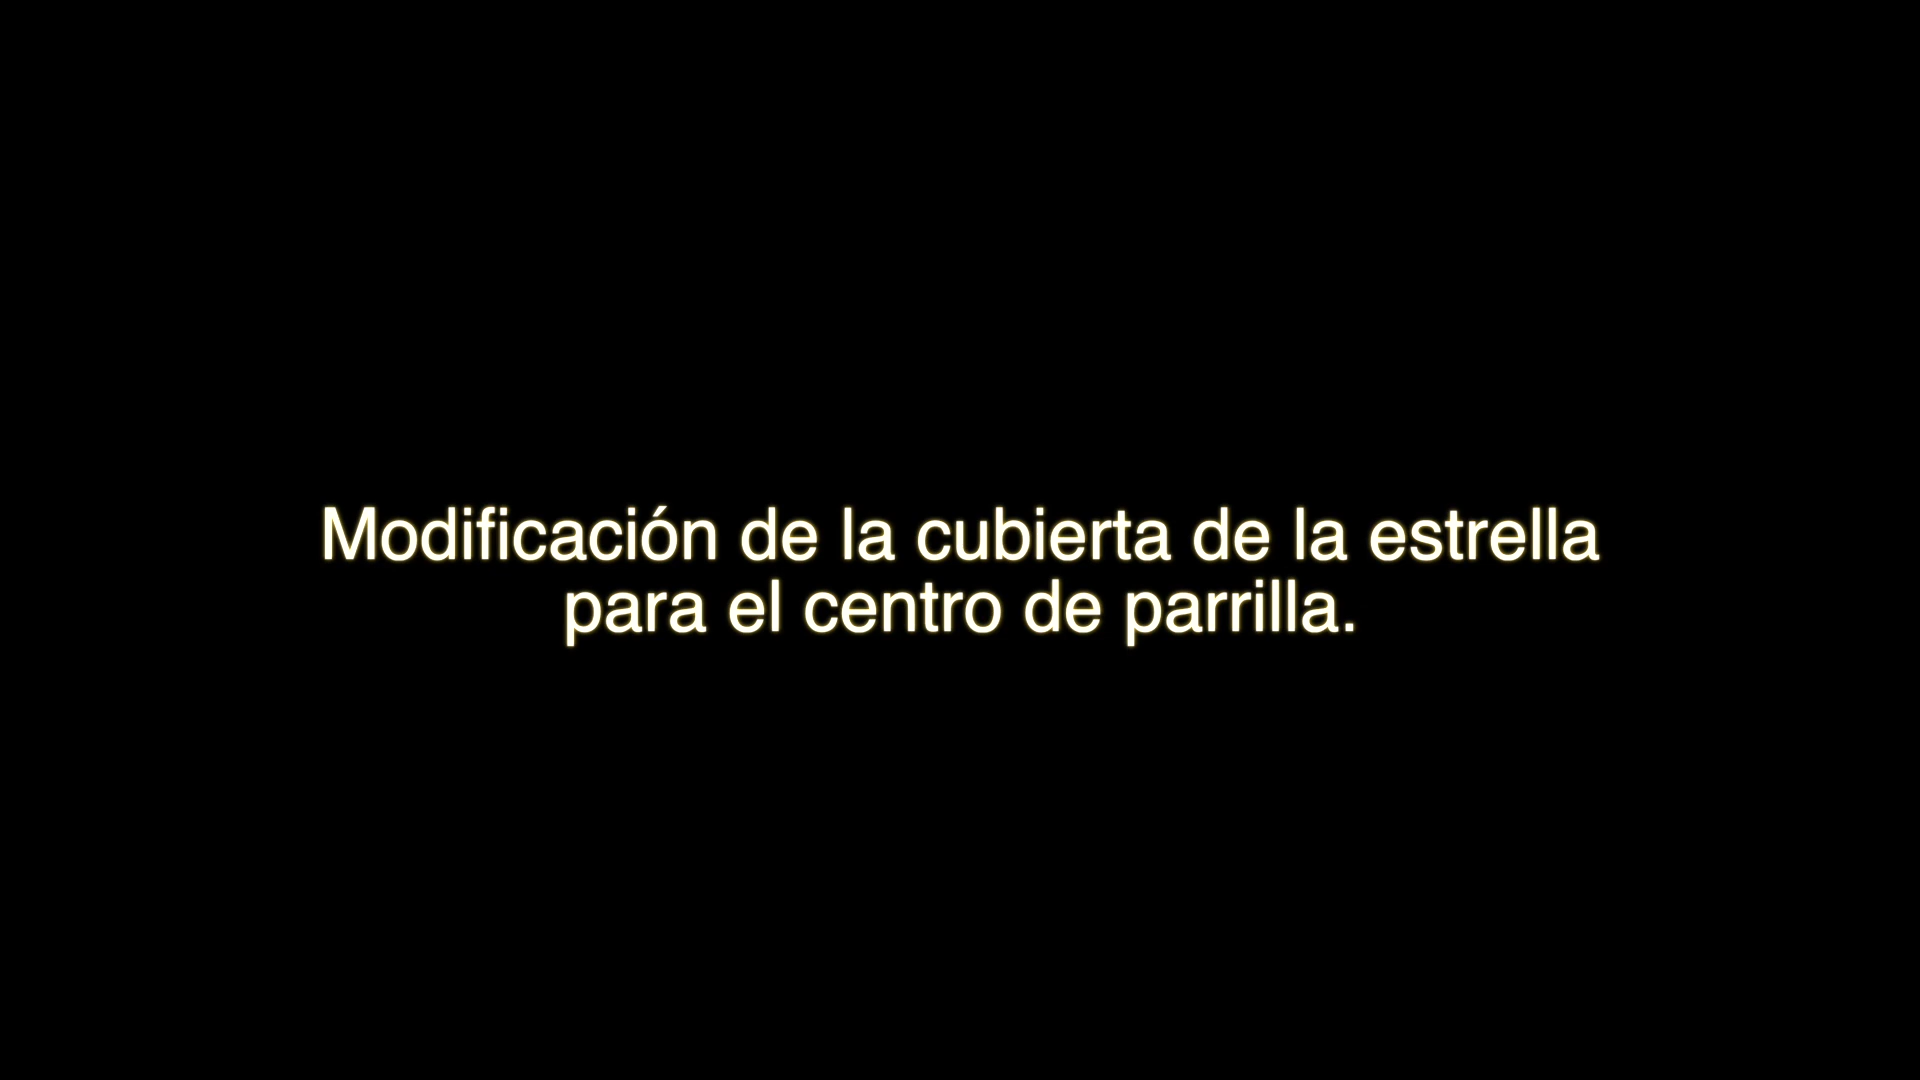 Modificación de la cubierta de la estrella
para el centro de parrilla.